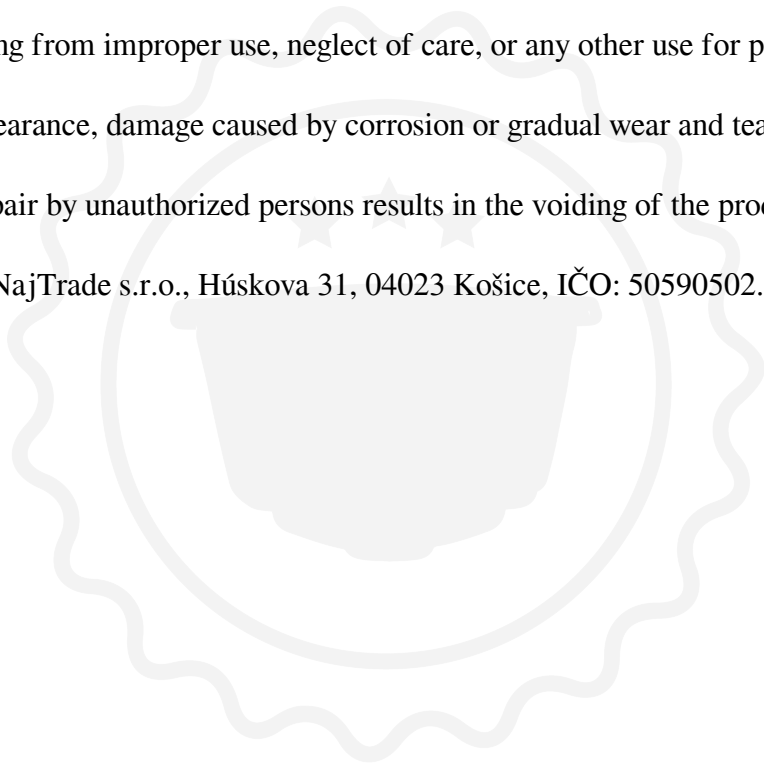 ng from improper use, neglect of care, or any other use for p
earance, damage caused by corrosion or gradual wear and tea
pair by unauthorized persons results in the voiding of the prod
NajTrade s.r.o., Húskova 31, 04023 Košice, IČO: 50590502.